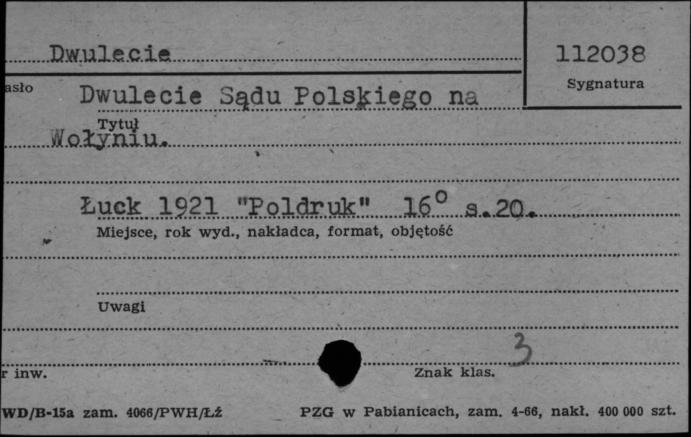 Dwulecie
112038
asło
Sygnatura
Dwulecie Sądu Polskiego na
Tytuł
Wołyniu.
Łuck 1921 "Poldruk" 16° s.20.
Miejsce, rok wyd., nakładca, format, objętość
Uwagi
3
r inw.
Znak klas.
WD/B-15a zam. 4066/PWH/Łż
PZG w Pabianicach, zam. 4-66, nakł. 400 000 szt.